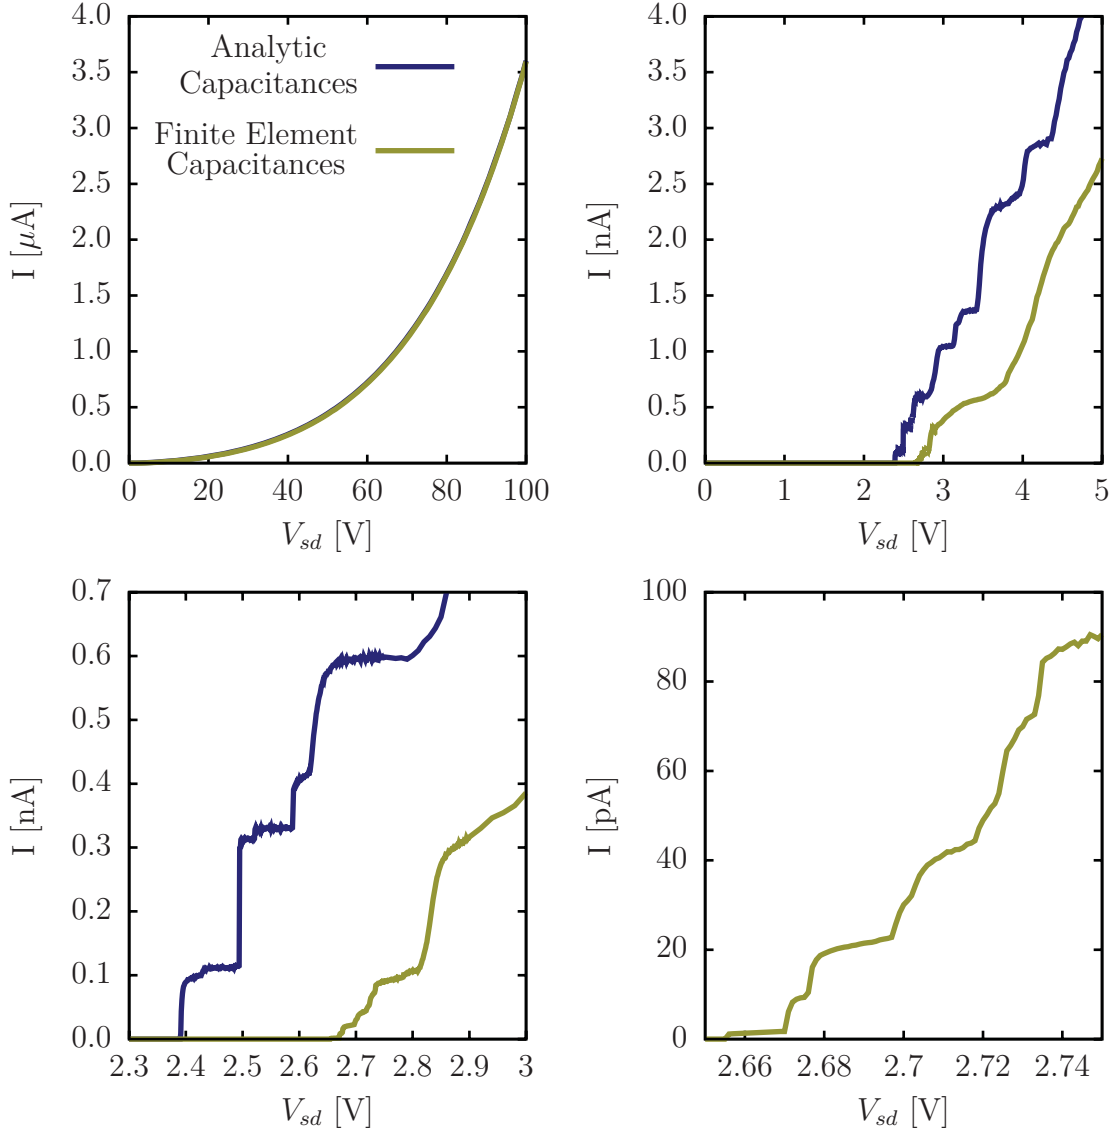 4.0
3.5
3.0
2.5
2.0
1.5
1.0
0.5
0.0
I [μA]
Analytic
Capacitances
Finite Element
Capacitances
0 20 40 60 80 100
V_sd [V]
4.0
3.5
3.0
2.5
2.0
1.5
1.0
0.5
0.0
I [nA]
0 1 2 3 4 5
V_sd [V]
0.7
0.6
0.5
0.4
0.3
0.2
0.1
0.0
I [nA]
2.3 2.4 2.5 2.6 2.7 2.8 2.9 3
V_sd [V]
100
80
60
40
20
0
I [pA]
2.66 2.68 2.7 2.72 2.74
V_sd [V]